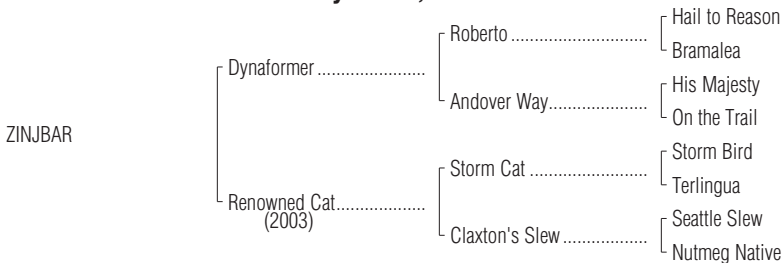 Hail to Reason
Roberto ..............................
Bramalea
Dynaformer ........................
His Majesty
Andover Way......................
On the Trail
ZINJBAR
Storm Bird
Storm Cat ..........................
Terlingua
Renowned Cat....................
(2003)
Seattle Slew
Claxton's Slew ...................
Nutmeg Native